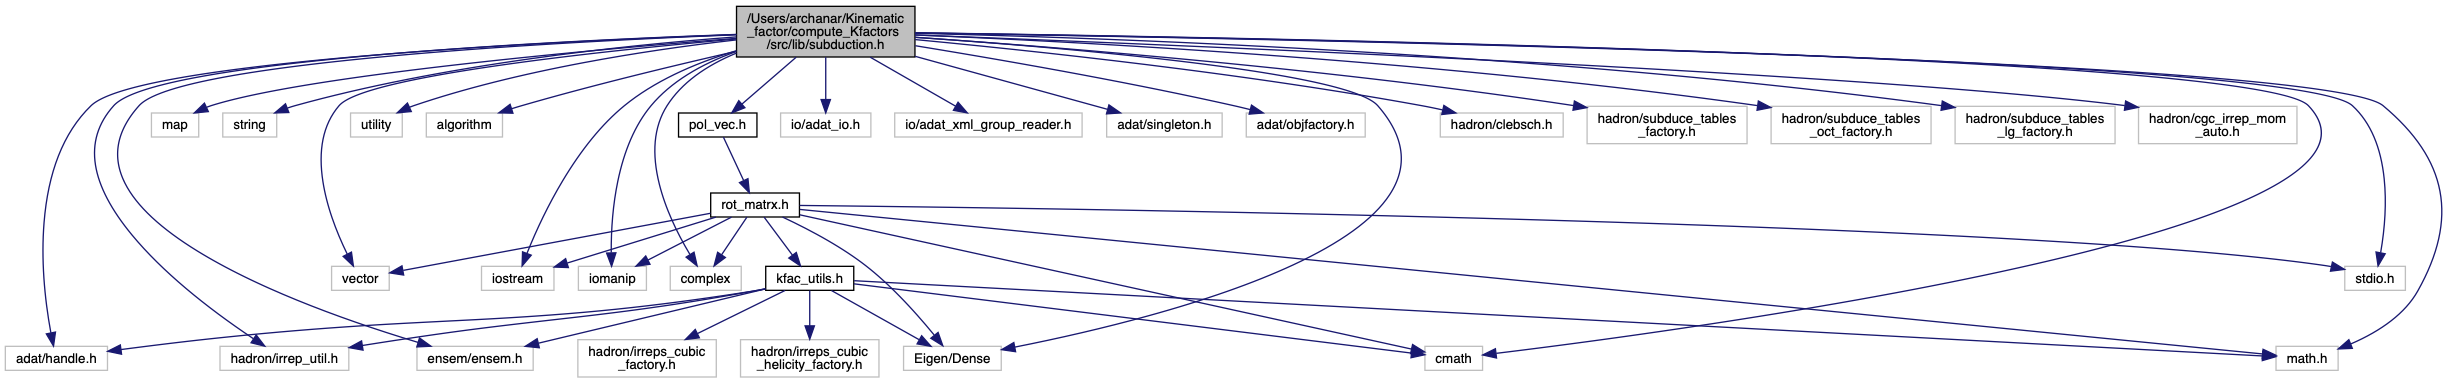 /Users/archanar/Kinematic
_factor/compute_Kfactors
/src/lib/subduction.h
map
string
utility
algorithm
pol_vec.h
io/adat_io.h
io/adat_xml_group_reader.h
adat/singleton.h
adat/objfactory.h
hadron/clebsch.h
hadron/subduce_tables
_factory.h
hadron/subduce_tables
_oct_factory.h
hadron/subduce_tables
_lg_factory.h
hadron/cgc_irrep_mom
_auto.h
rot_matrx.h
vector
iostream
iomanip
complex
kfac_utils.h
stdio.h
adat/handle.h
hadron/irrep_util.h
ensem/ensem.h
hadron/irreps_cubic
_factory.h
hadron/irreps_cubic
_helicity_factory.h
Eigen/Dense
cmath
math.h